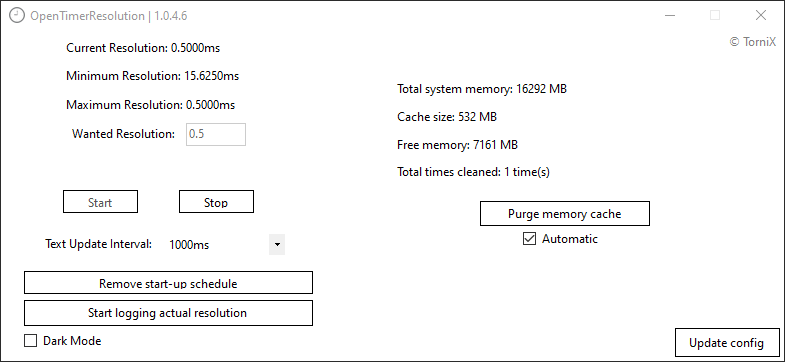 OpenTimerResolution | 1.0.4.6
© TorniX
Current Resolution: 0.5000ms
Minimum Resolution: 15.6250ms
Maximum Resolution: 0.5000ms
Wanted Resolution: 0.5
Start Stop
Text Update Interval: 1000ms
Remove start-up schedule
Start logging actual resolution
Dark Mode
Total system memory: 16292 MB
Cache size: 532 MB
Free memory: 7161 MB
Total times cleaned: 1 time(s)
Purge memory cache
Automatic
Update config